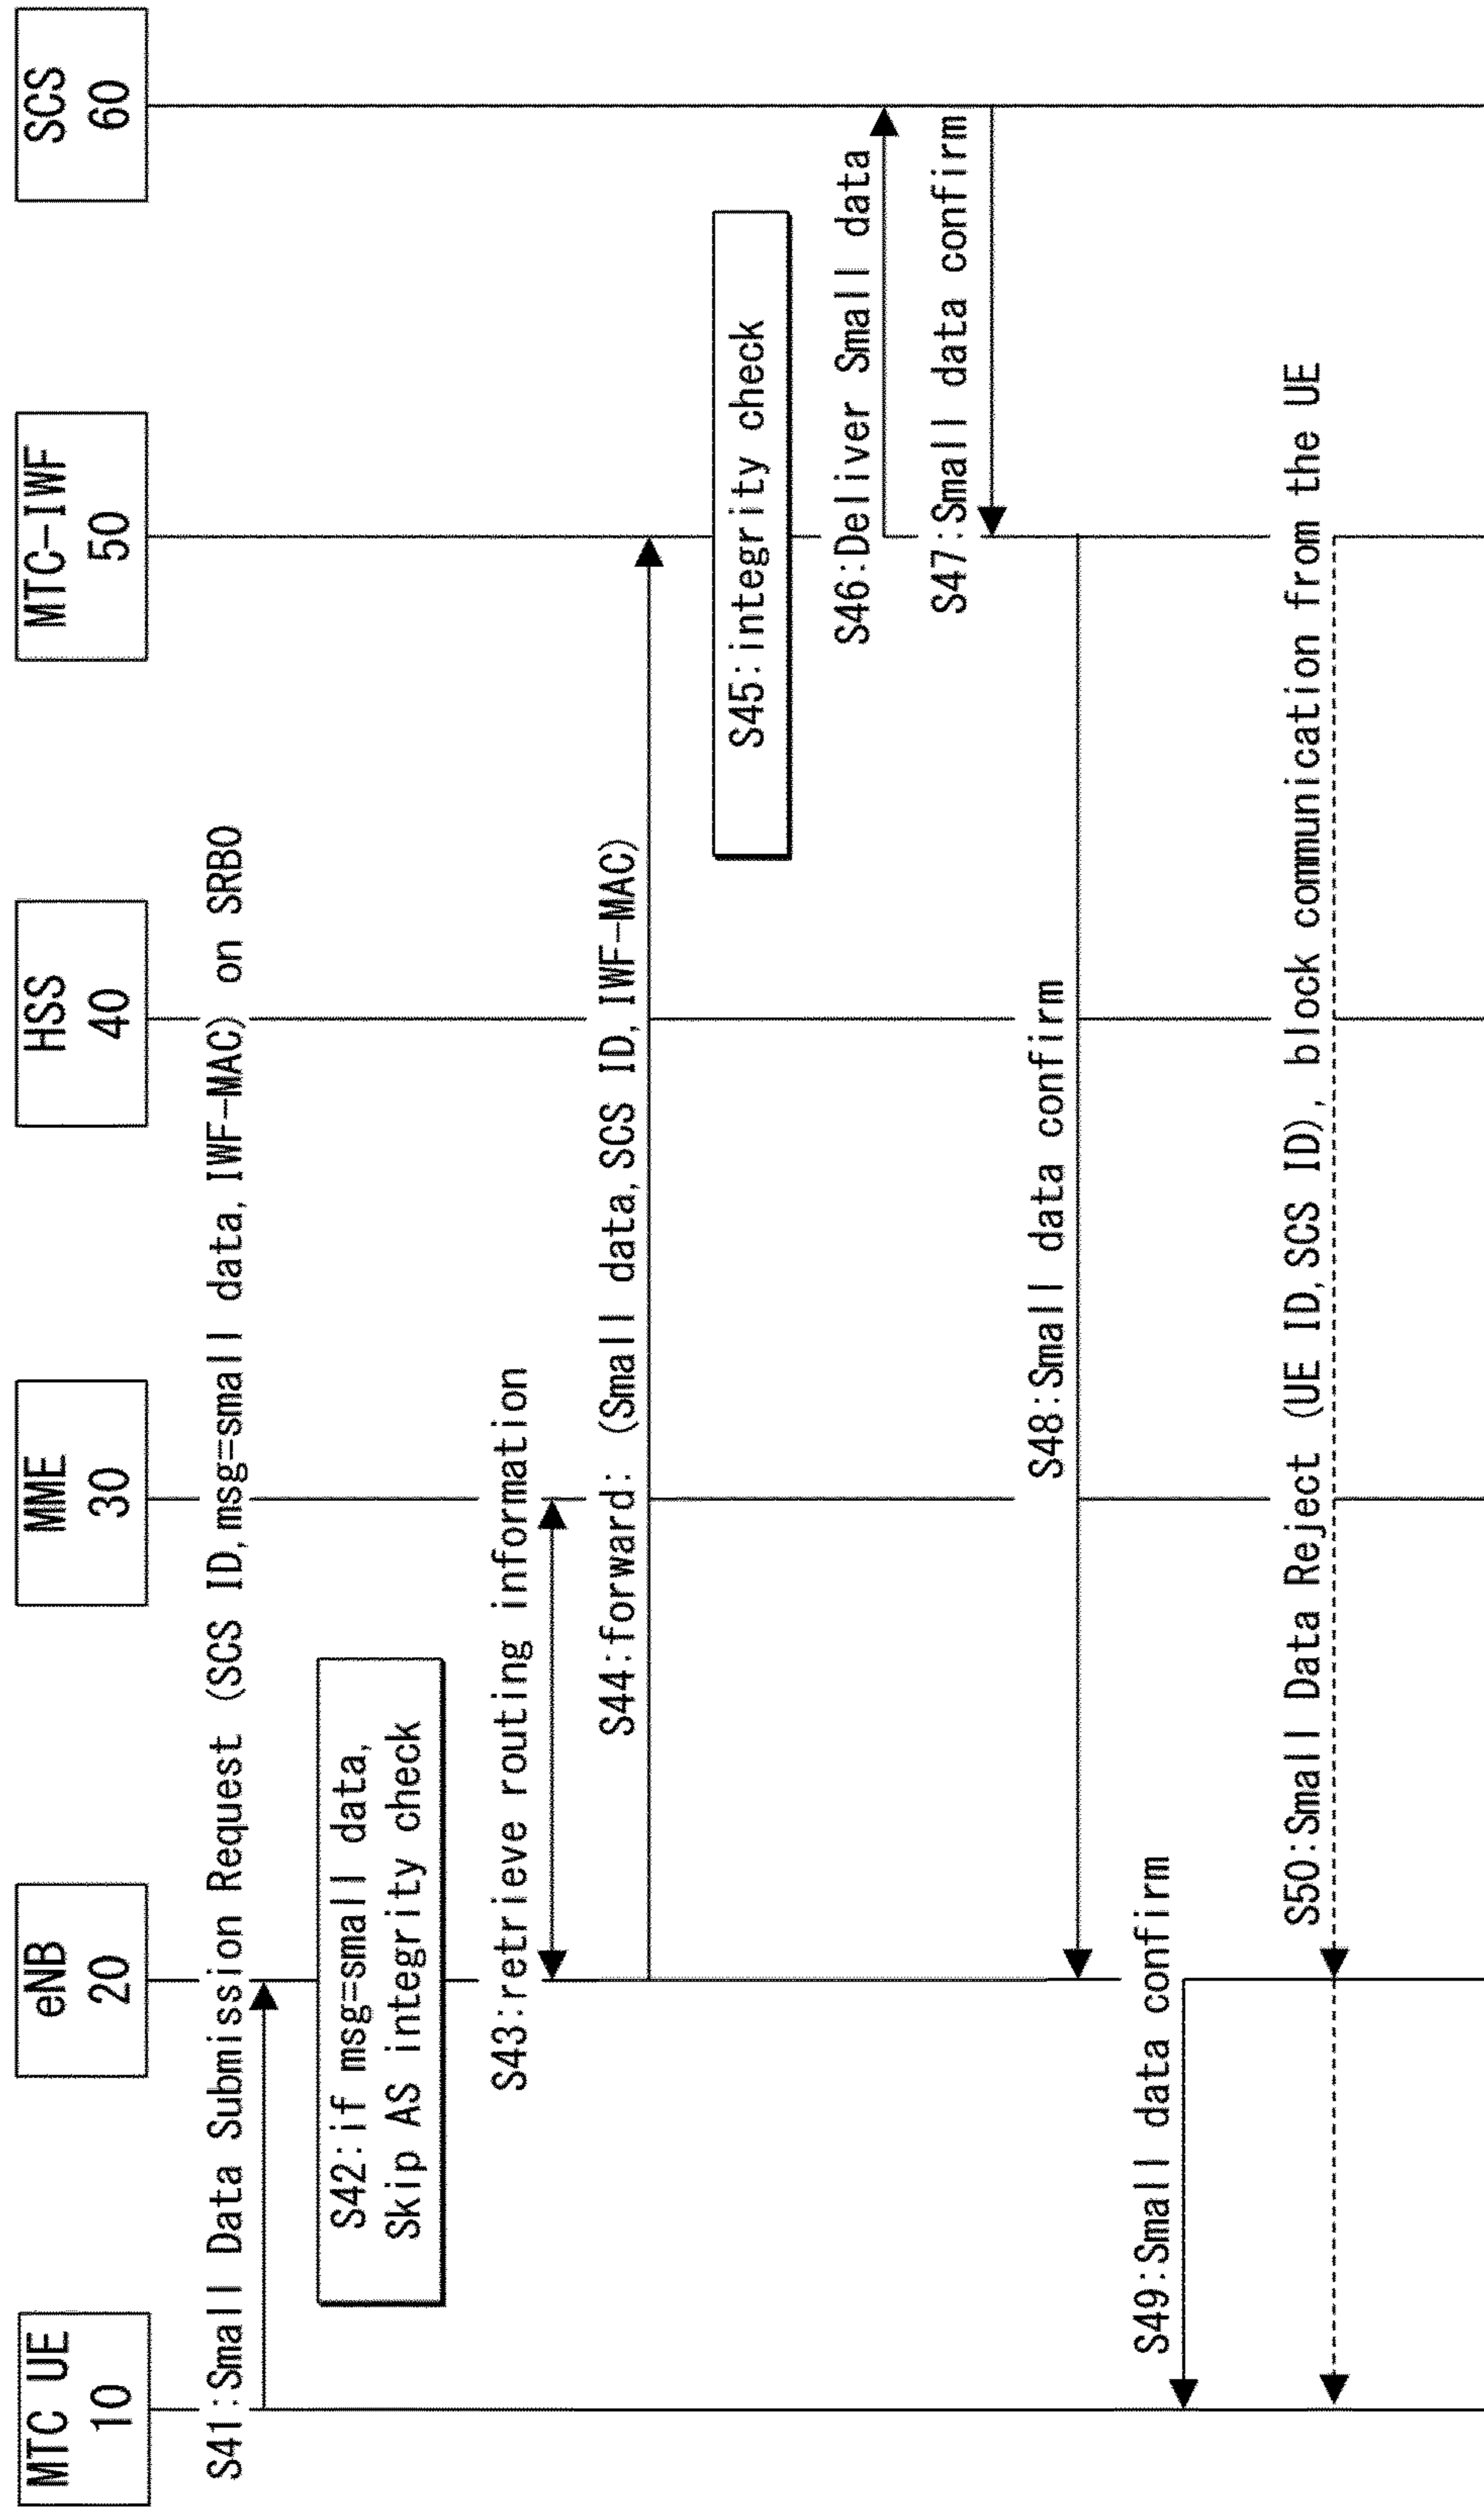 MTC UE
10
eNB
20
MME
30
HSS
40
MTC-IWF
50
SCS
60
S41:Small Data Submission Request (SCS ID,msg=small data,IWF-MAC) on SRB0
S42:if msg=small data,
Skip AS integrity check
S43:retrieve routing information
S44:forward: (Small data,SCS ID,IWF-MAC)
S45:integrity check
S46:Deliver Small data
S47:Small data confirm
S48:Small data confirm
S49:Small data confirm
S50:Small Data Reject (UE ID,SCS ID), block communication from the UE